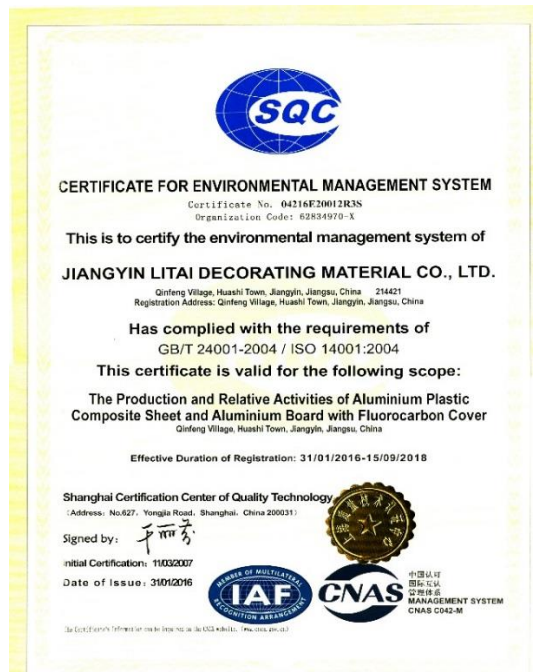 SQC
CERTIFICATE FOR ENVIRONMENTAL MANAGEMENT SYSTEM
Certificate No. 04216E20012R3S
Organization Code: 62834970-X
This is to certify the environmental management system of
JIANGYIN LITAI DECORATING MATERIAL CO., LTD.
Qinfeng Village, Huashi Town, Jiangyin, Jiangsu, China 214421
Registration Address: Qinfeng Village, Huashi Town, Jiangyin, Jiangsu, China
Has complied with the requirements of
GB/T 24001-2004 / ISO 14001:2004
This certificate is valid for the following scope:
The Production and Relative Activities of Aluminium Plastic
Composite Sheet and Aluminium Board with Fluorocarbon Cover
Qinfeng Village, Huashi Town, Jiangyin, Jiangsu, China
Effective Duration of Registration: 31/01/2016-15/09/2018
Shanghai Certification Center of Quality Technology
(Address: No.627, Yongjia Road, Shanghai, China 200031)
Signed by:
Initial Certification: 11/03/2007
Date of Issue: 31/01/2016
MEMBER OF MULTILATERAL
IAF
RECOGNITION ARRANGEMENT
CNAS
中国认可
国际互认
管理体系
MANAGEMENT SYSTEM
CNAS C042-M